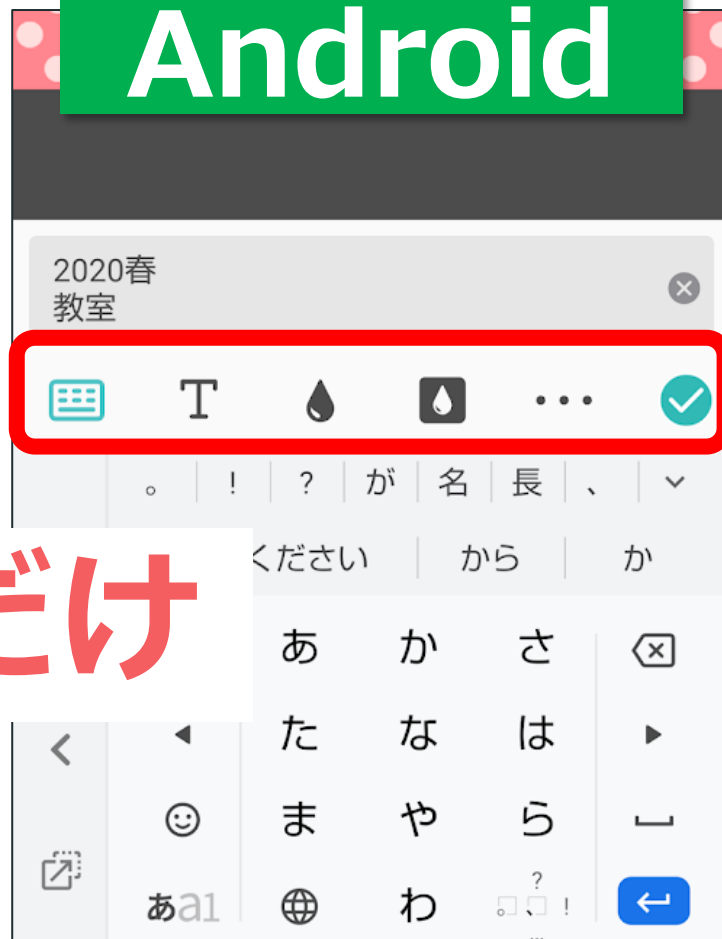 Android
2020春
教室
T
。 ! ? が 名 長 、
ください から か
だけ
あ か さ
た な は
ま や ら
あa1 わ 。、?!